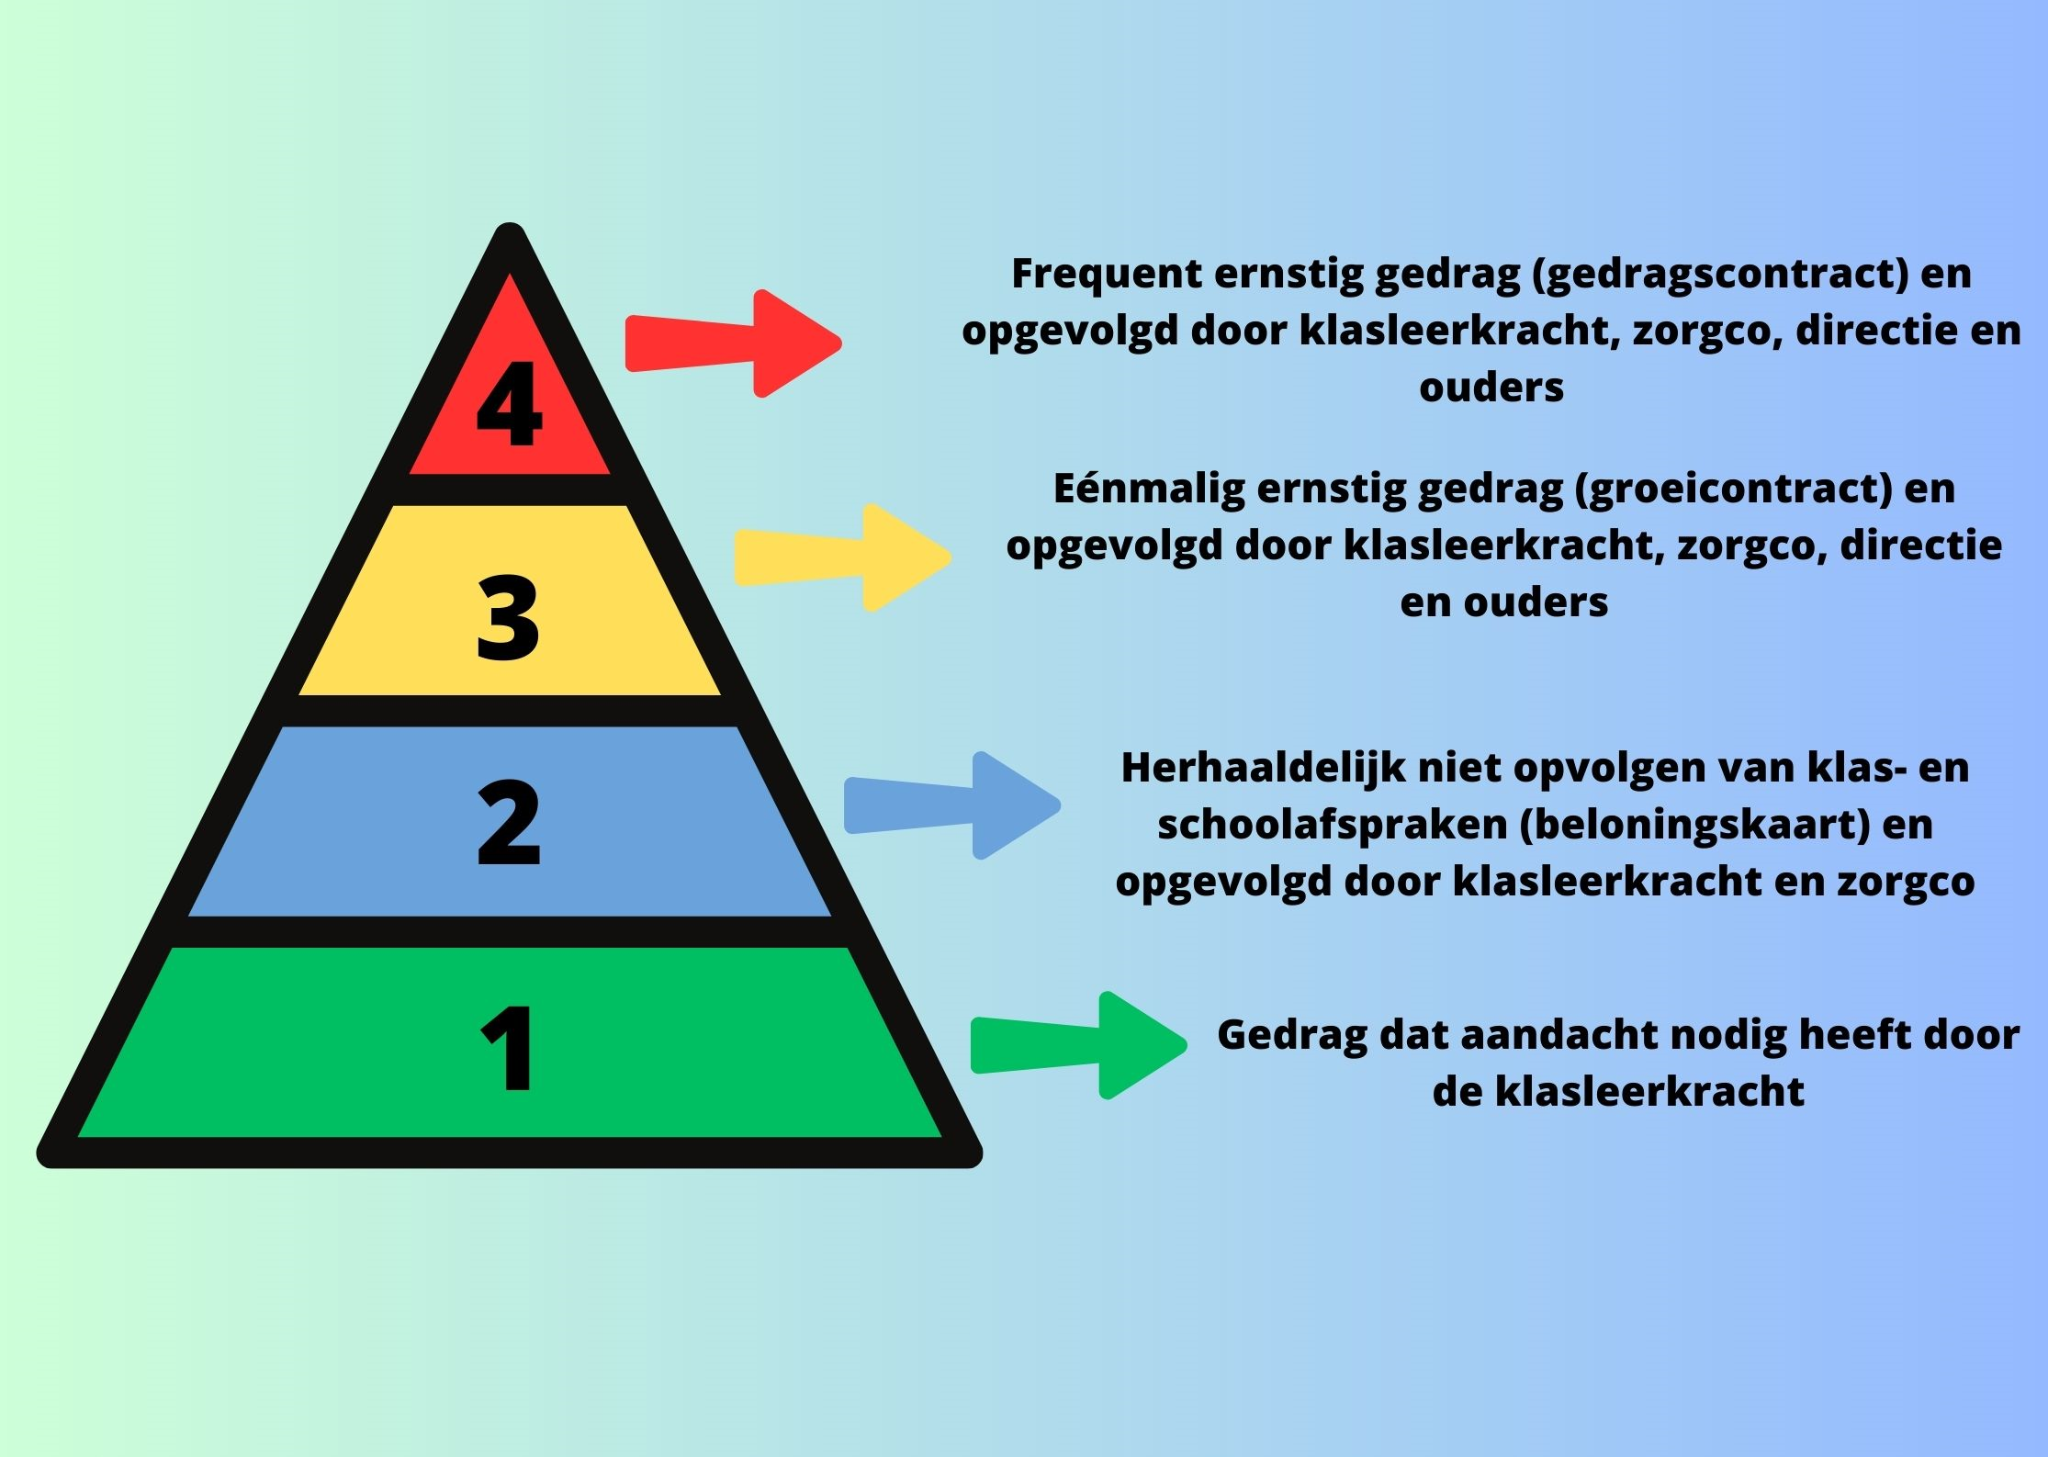 4
Frequent ernstig gedrag (gedragscontract) en
opgevolgd door klasleerkracht, zorgco, directie en
ouders
3
Eénmalig ernstig gedrag (groeicontract) en
opgevolgd door klasleerkracht, zorgco, directie
en ouders
2
Herhaaldelijk niet opvolgen van klas- en
schoolafspraken (beloningskaart) en
opgevolgd door klasleerkracht en zorgco
1
Gedrag dat aandacht nodig heeft door
de klasleerkracht